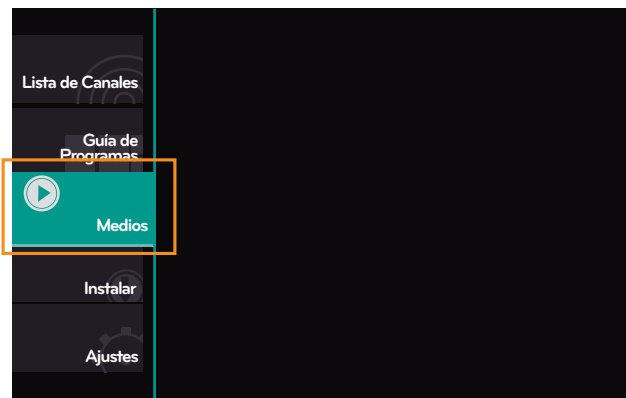 Lista de Canales
Guía de
Programas
Medios
Instalar
Ajustes